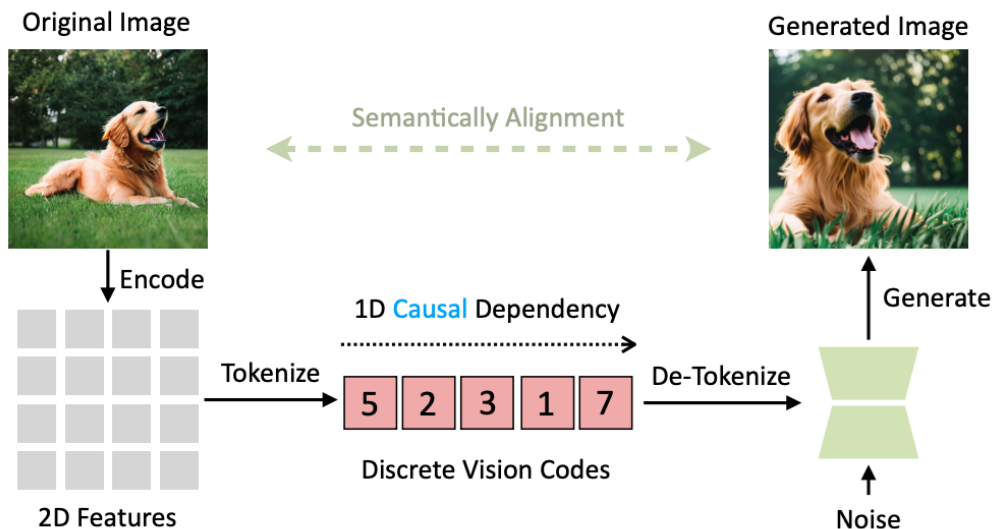 Original Image
Generated Image
Semantically Alignment
Encode
1D Causal Dependency
Generate
Tokenize
5 2 3 1 7
De-Tokenize
Discrete Vision Codes
2D Features
Noise